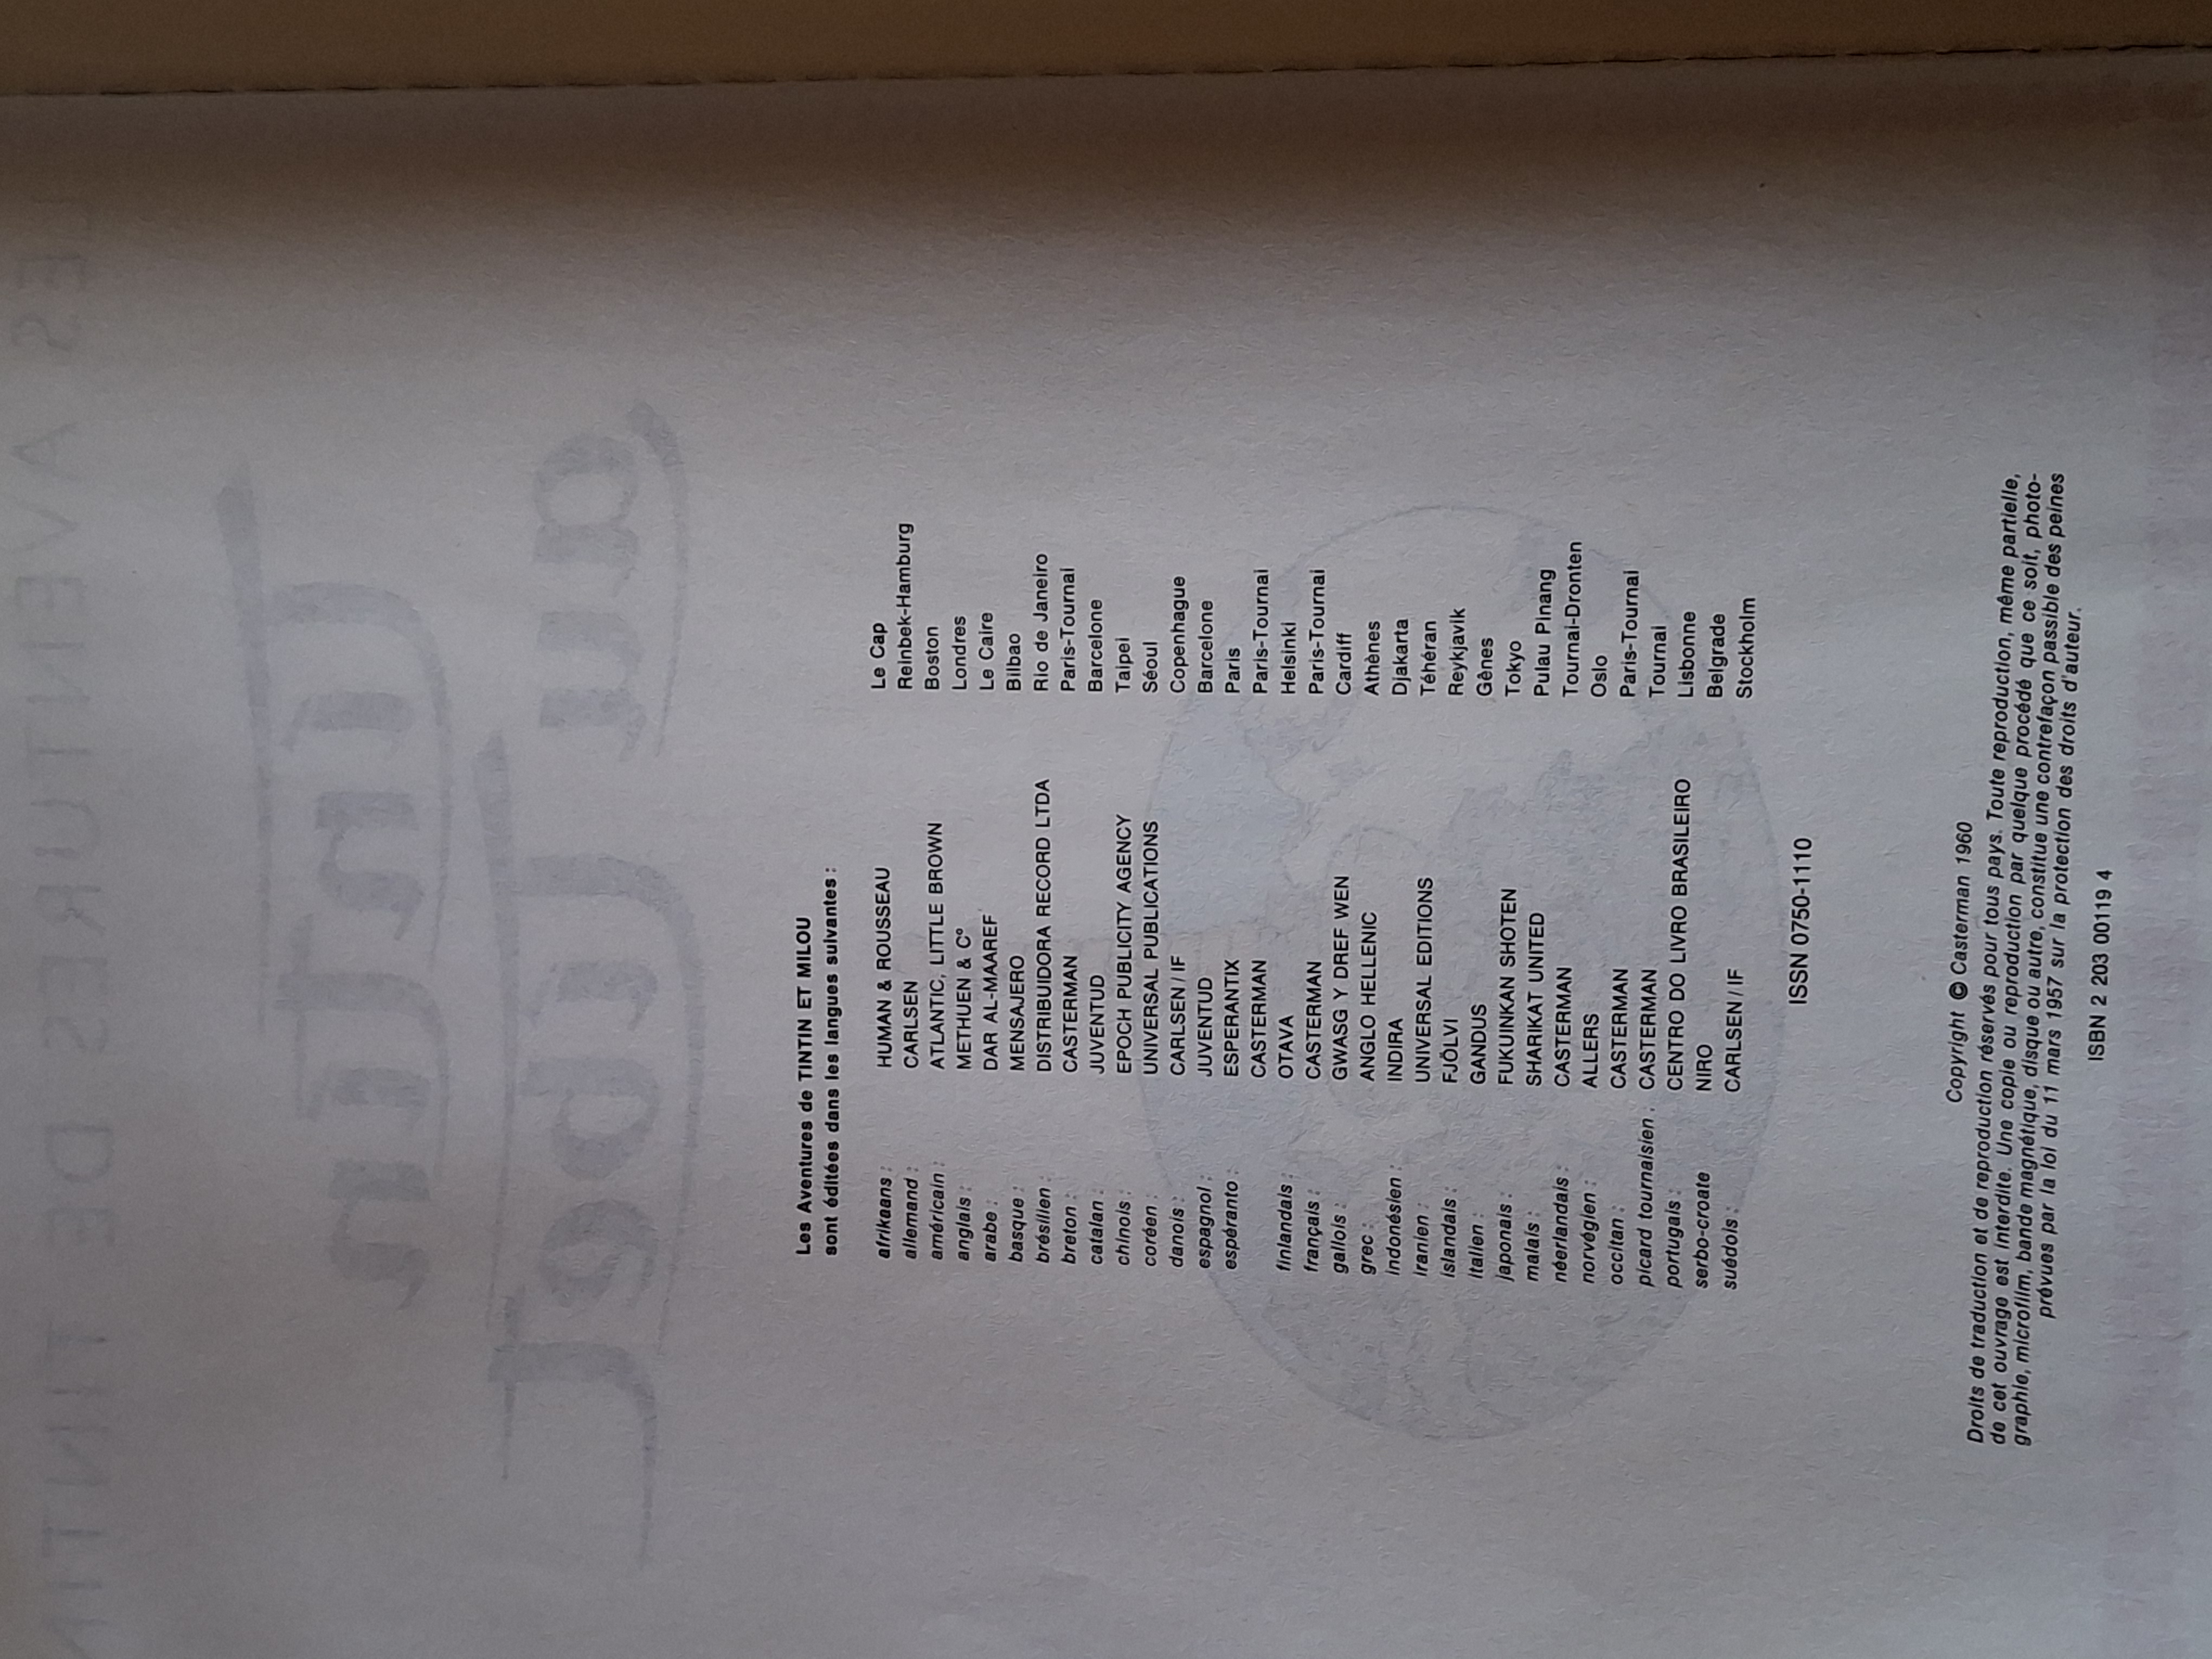 Les Aventures de TINTIN ET MILOU
sont éditées dans les langues suivantes :
afrikaans : HUMAN & ROUSSEAU Le Cap
allemand : CARLSEN Reinbek-Hamburg
américain : ATLANTIC, LITTLE BROWN Boston
anglais : METHUEN & Cº Londres
arabe : DAR AL-MAAREF Le Caire
basque : MENSAJERO Bilbao
brésilien : DISTRIBUIDORA RECORD LTDA Rio de Janeiro
breton : CASTERMAN Paris-Tournai
catalan : JUVENTUD Barcelone
chinois : EPOCH PUBLICITY AGENCY Taipei
coréen : UNIVERSAL PUBLICATIONS Séoul
danois : CARLSEN / IF Copenhague
espagnol : JUVENTUD Barcelone
espéranto : ESPERANTIX Paris
CASTERMAN Paris-Tournai
finlandais : OTAVA Helsinki
français : CASTERMAN Paris-Tournai
gallois : GWASG Y DREF WEN Cardiff
grec : ANGLO HELLENIC Athènes
indonésien : INDIRA Djakarta
iranien : UNIVERSAL EDITIONS Téhéran
islandais : FJÖLVI Reykjavik
italien : GANDUS Gênes
japonais : FUKUINKAN SHOTEN Tokyo
malais : SHARIKAT UNITED Pulau Pinang
néerlandais : CASTERMAN Tournai-Dronten
norvégien : ALLERS Oslo
occitan : CASTERMAN Paris-Tournai
picard tournaisien . CASTERMAN Tournai
portugais : CENTRO DO LIVRO BRASILEIRO Lisbonne
serbo-croate NIRO Belgrade
suédois : CARLSEN / IF Stockholm
ISSN 0750-1110
Copyright © Casterman 1960
Droits de traduction et de reproduction réservés pour tous pays. Toute reproduction, même partielle,
de cet ouvrage est interdite. Une copie ou reproduction par quelque procédé que ce soit, photo-
graphie, microfilm, bande magnétique, disque ou autre, constitue une contrefaçon passible des peines
prévues par la loi du 11 mars 1957 sur la protection des droits d'auteur.
ISBN 2 203 00119 4